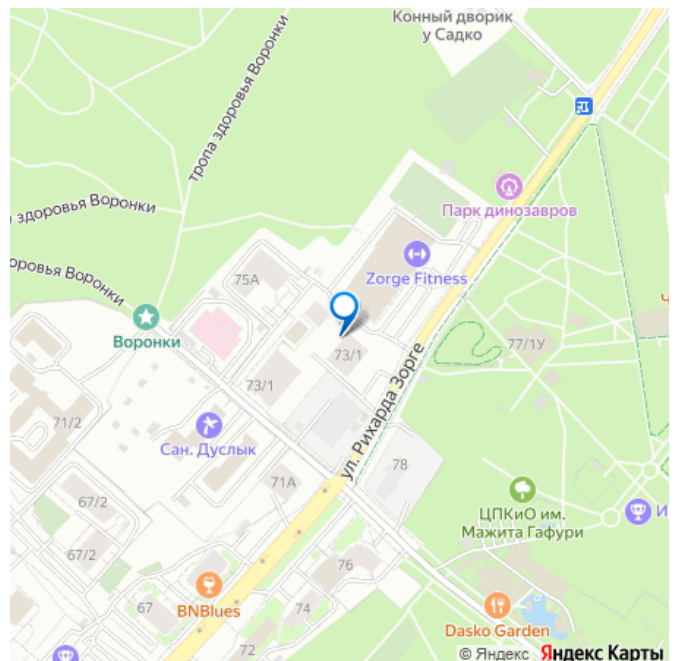 Конный дворик
у Садко
тропа здоровья Воронки
Парк динозавров
здоровья Воронки
Zorge Fitness
75А
Воронки
77/1У
73/1
73/1
ул. Рихарда Зорге
71/2
Сан. Дуслык
78
71А
67/2
ЦПКиО им.
Мажита Гафури
67/2
76
67
BNBlues
74
Dasko Garden
72
© Яндекс Яндекс Карты